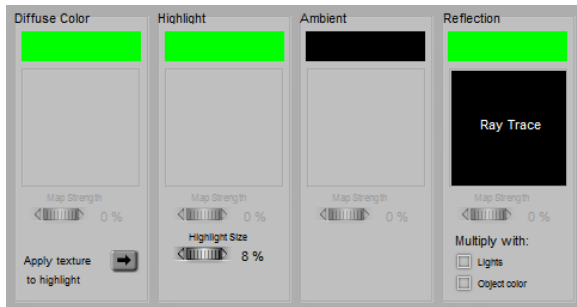 Diffuse Color
Map Strength
0 %
Apply texture
to highlight
Highlight
Map Strength
0 %
Highlight Size
8 %
Ambient
Map Strength
0 %
Reflection
Ray Trace
Map Strength
0 %
Multiply with:
Lights
Object color